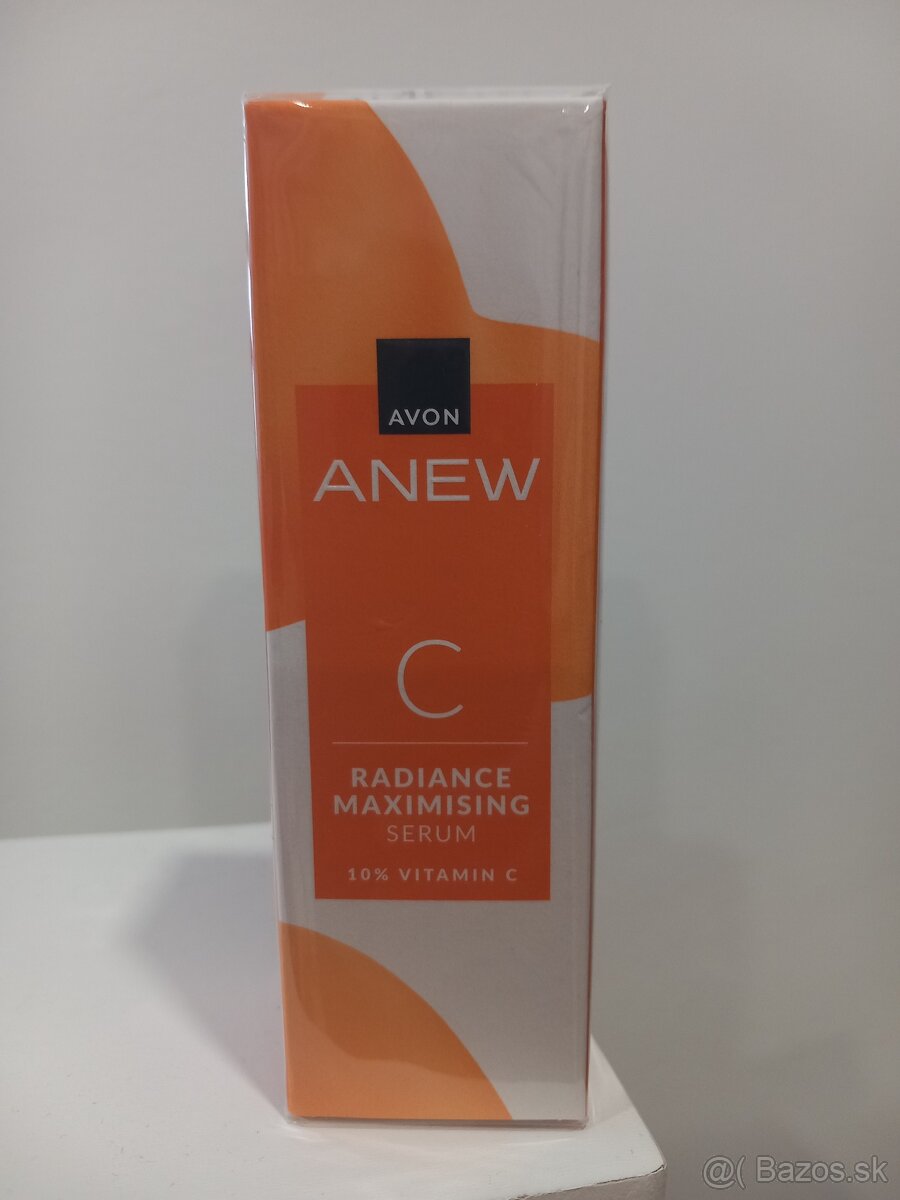 AVON
ANEW
C
RADIANCE
MAXIMISING
SERUM
10% VITAMIN C
@( Bazos.sk